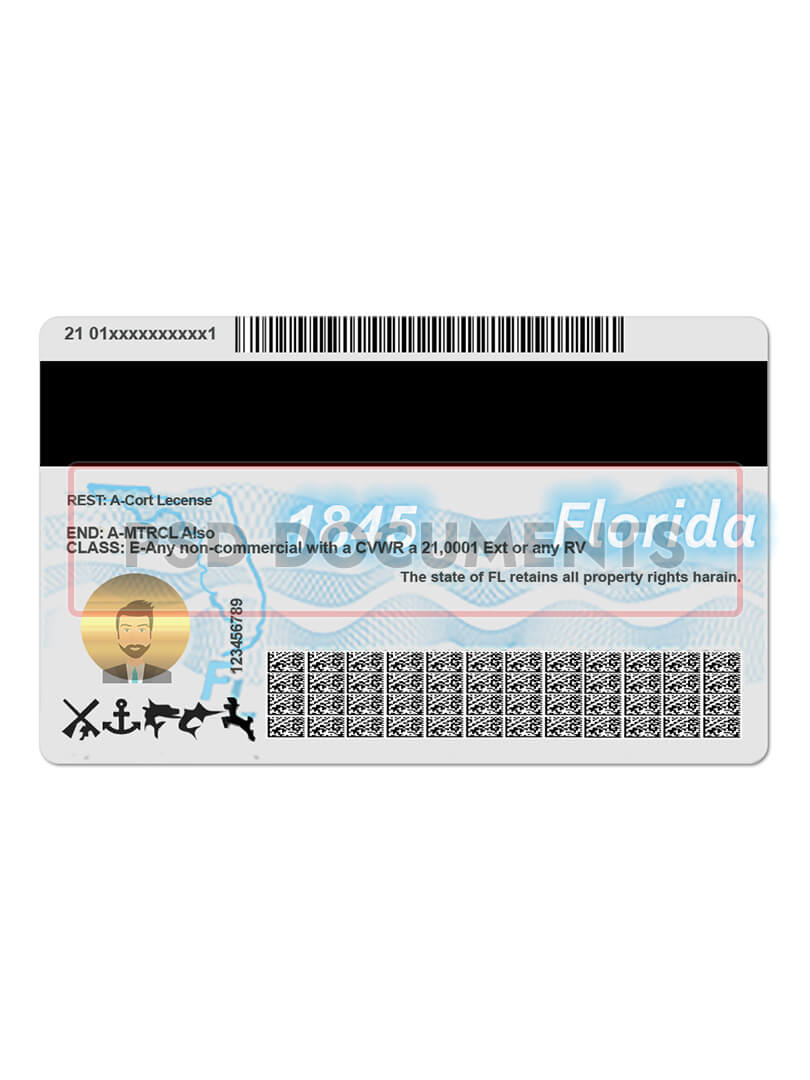 21 01xxxxxxxxxx1
REST: A-Cort Lecense
1845 Florida
END: A-MTRCL Also
PSD DOCUMENTS
CLASS: E-Any non-commercial with a CVWR a 21,0001 Ext or any RV
The state of FL retains all property rights harain.
123456789
FL